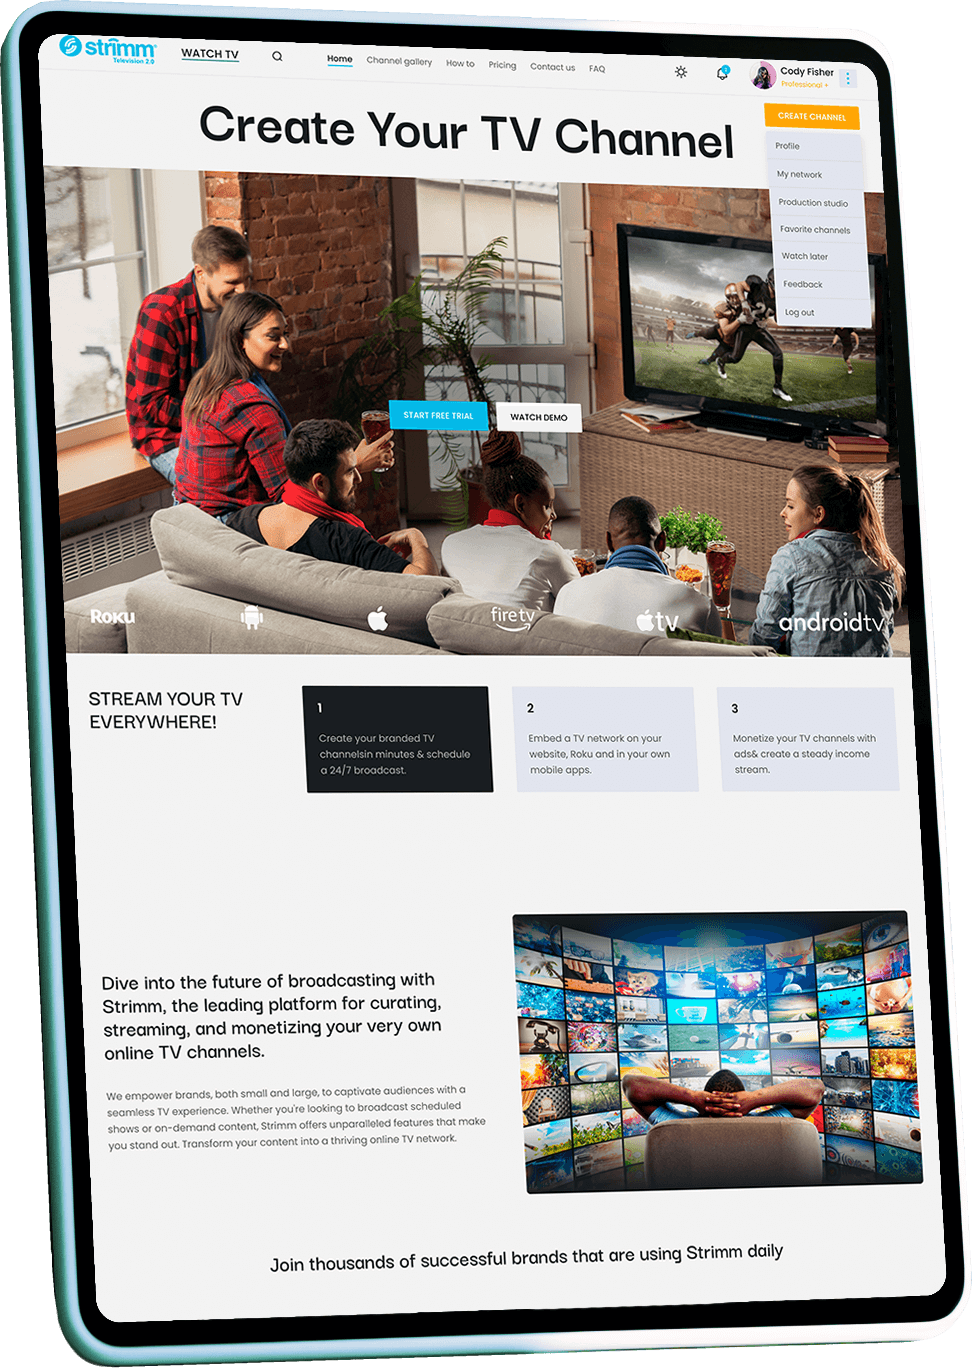 strimm
Television 2.0
WATCH TV
Home
Channel gallery
How to
Pricing
Contact us
FAQ
Cody Fisher
Professional +
CREATE CHANNEL
Create Your TV Channel
Profile
My network
Production studio
Favorite channels
Watch later
Feedback
Log out
START FREE TRIAL
WATCH DEMO
Roku
firetv
tv
androidtv
STREAM YOUR TV
EVERYWHERE!
1
Create your branded TV
channelsin minutes & schedule
a 24/7 broadcast.
2
Embed a TV network on your
website, Roku and in your own
mobile apps.
3
Monetize your TV channels with
ads& create a steady income
stream.
Dive into the future of broadcasting with
Strimm, the leading platform for curating,
streaming, and monetizing your very own
online TV channels.
We empower brands, both small and large, to captivate audiences with a
seamless TV experience. Whether you're looking to broadcast scheduled
shows or on-demand content, Strimm offers unparalleled features that make
you stand out. Transform your content into a thriving online TV network.
Join thousands of successful brands that are using Strimm daily